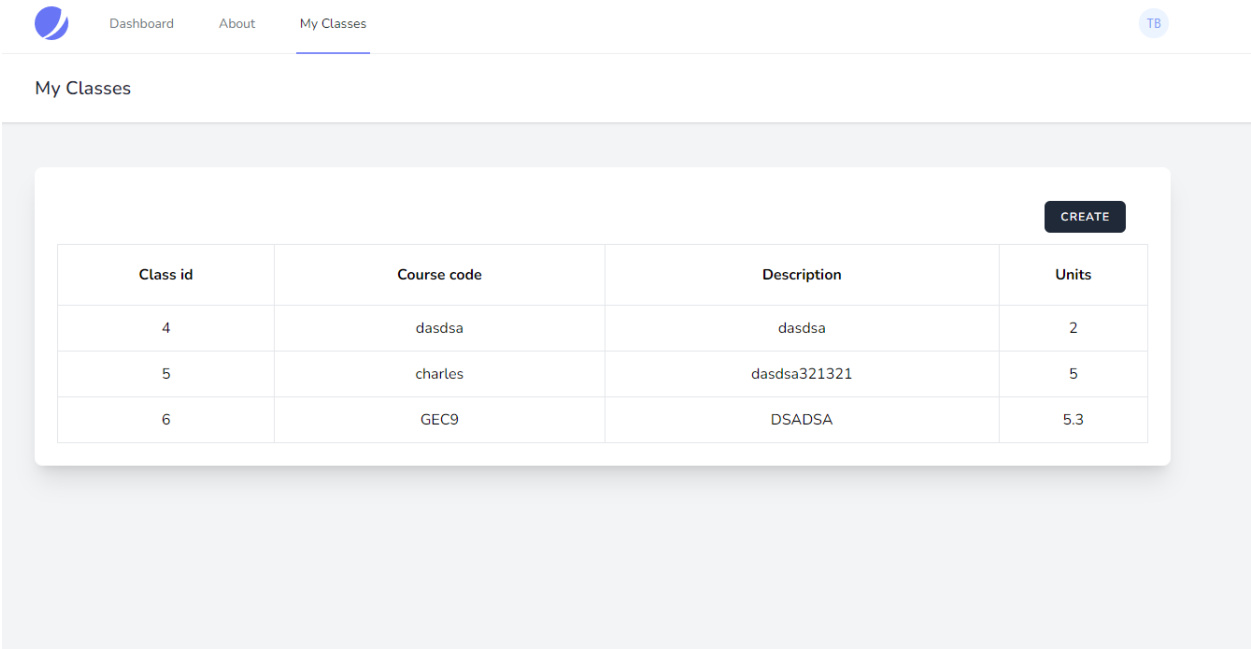 Dashboard About My Classes TB
My Classes
CREATE
Class id Course code Description Units
4 dasdsa dasdsa 2
5 charles dasdsa321321 5
6 GEC9 DSADSA 5.3